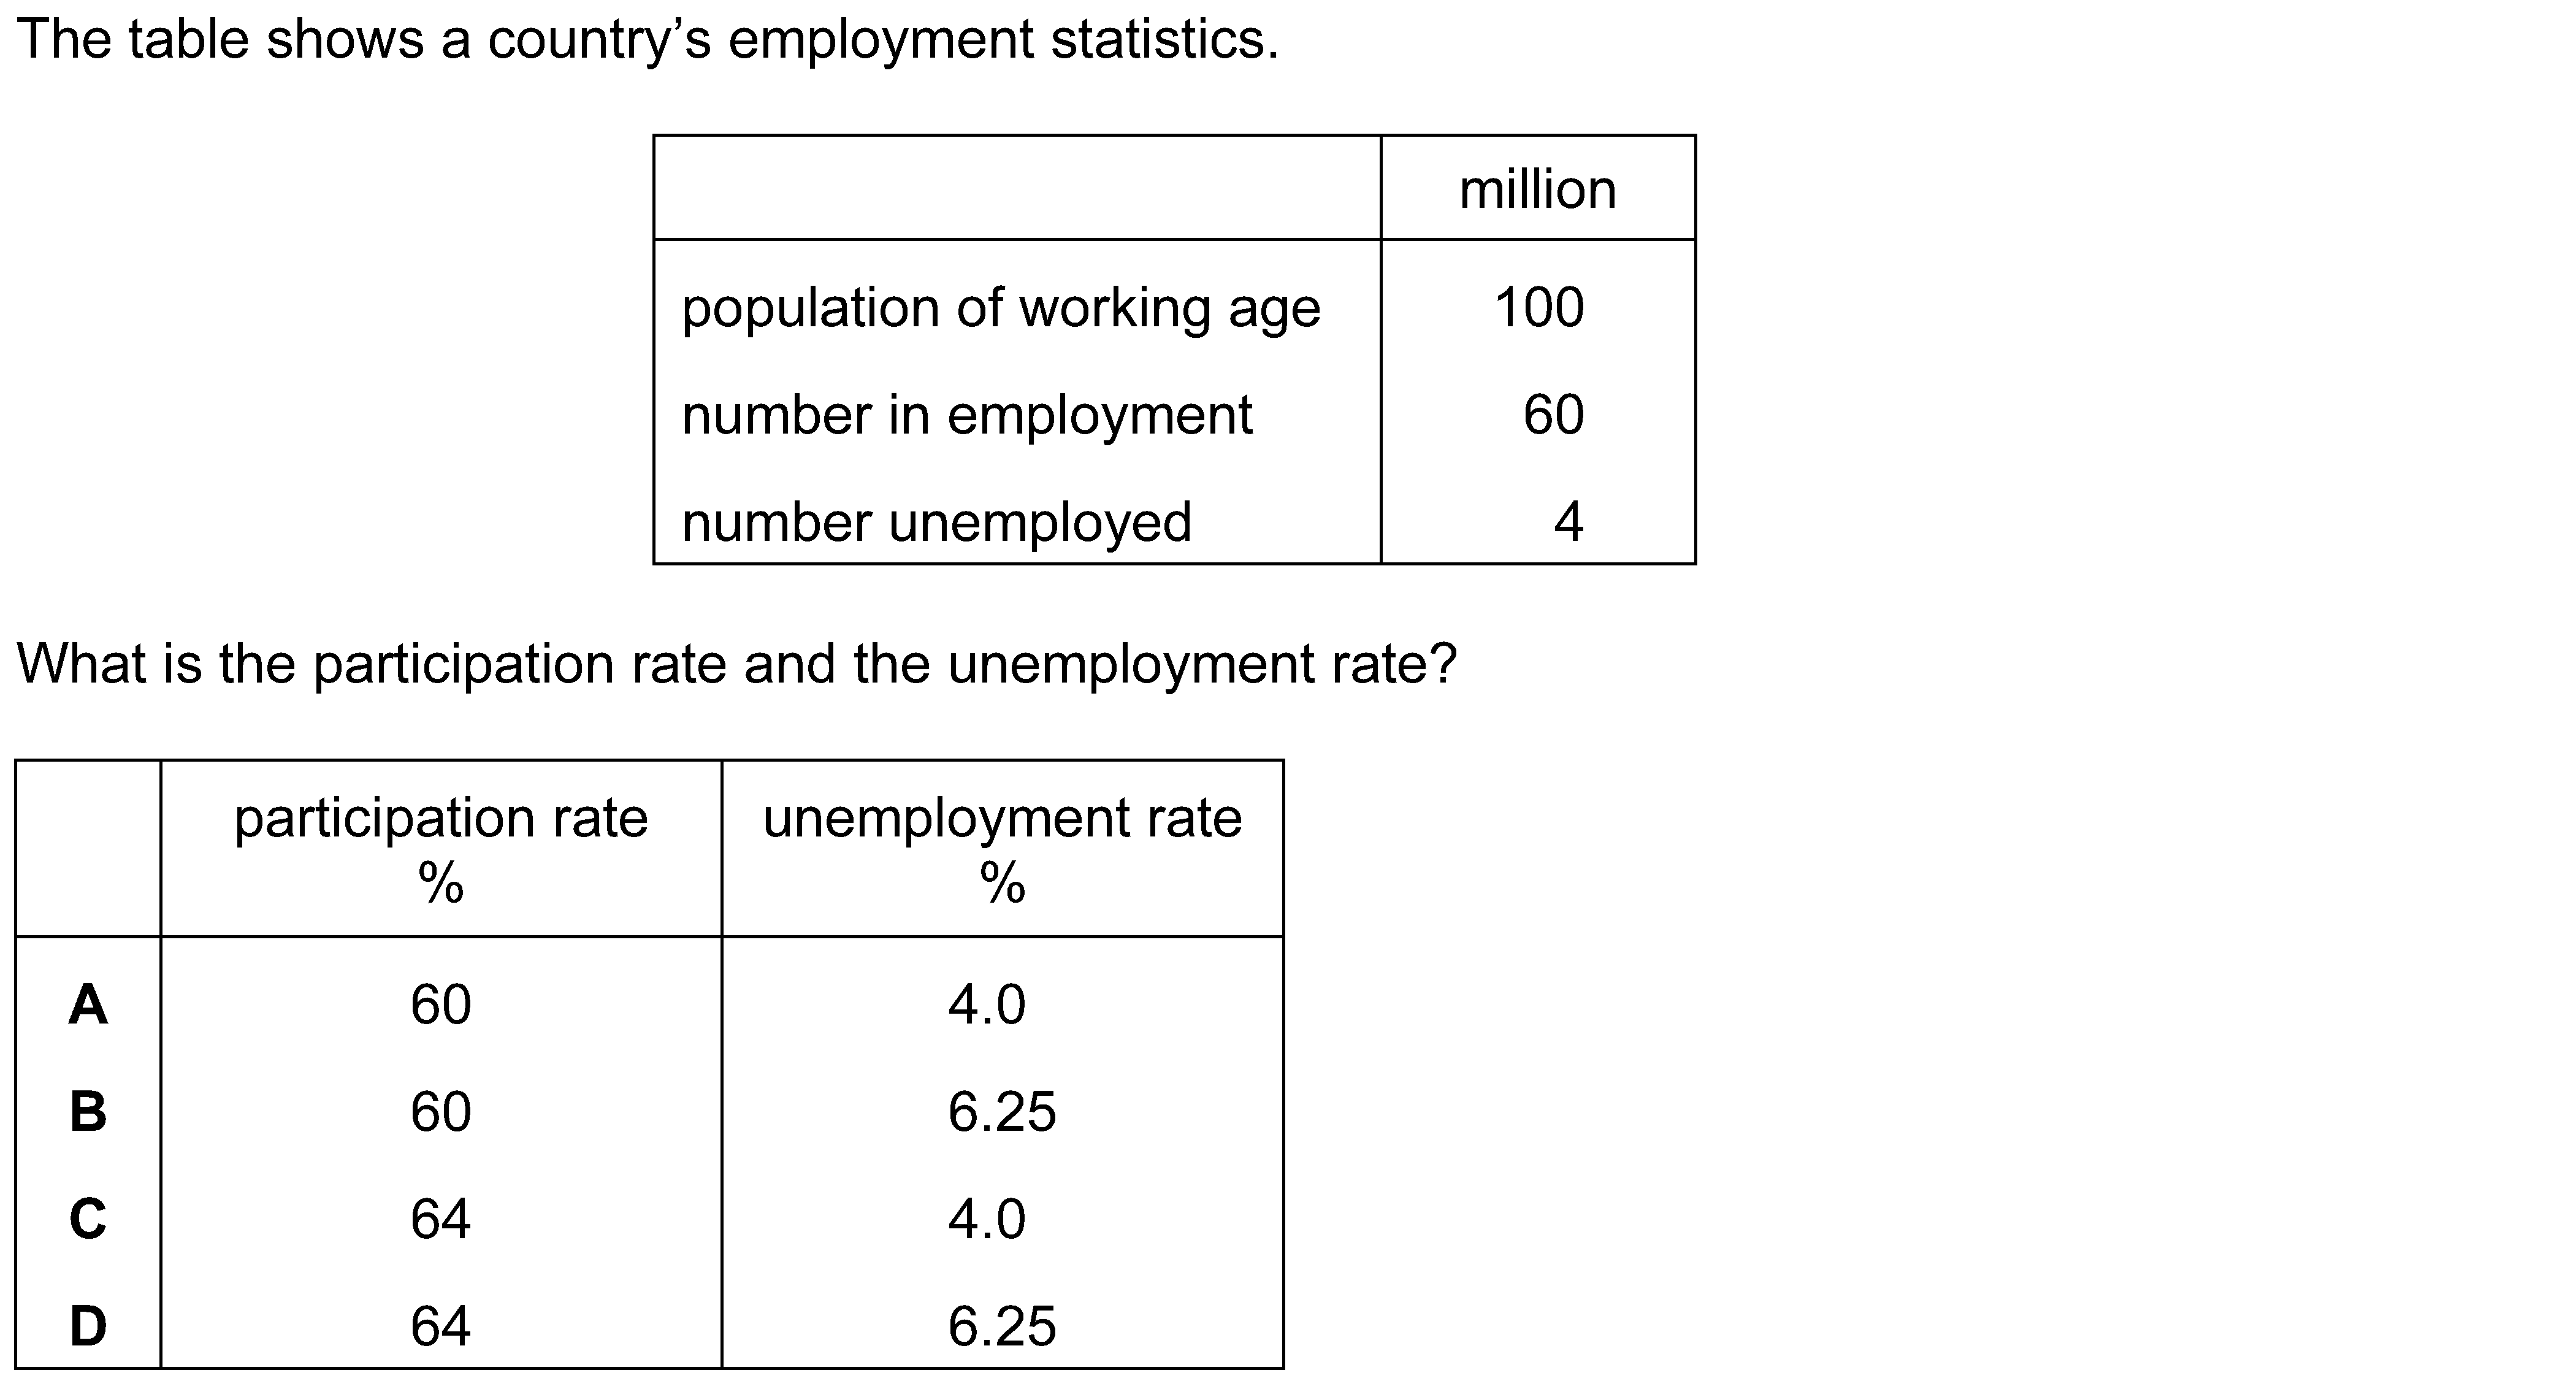 The table shows a country’s employment statistics.
million
population of working age 100
number in employment 60
number unemployed 4
What is the participation rate and the unemployment rate?
participation rate unemployment rate
% %
A 60 4.0
B 60 6.25
C 64 4.0
D 64 6.25